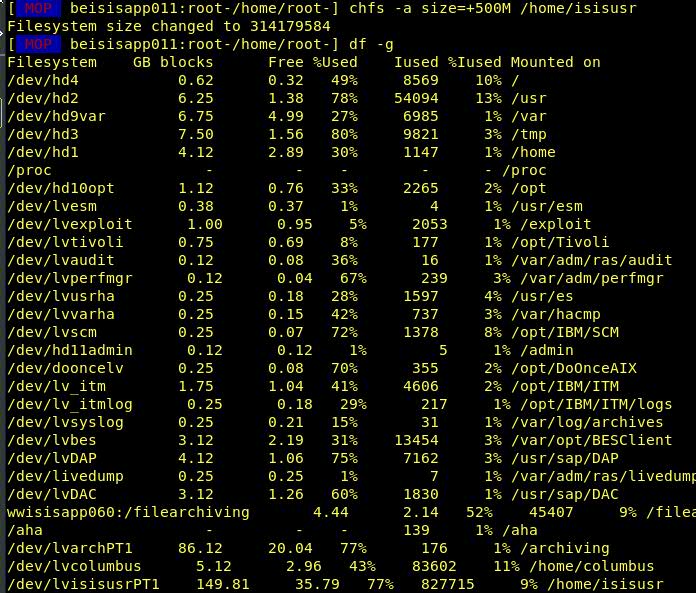 [ MOP  beisisapp011:root-/home/root-] chfs -a size=+500M /home/isisusr
Filesystem size changed to 314179584
[ MOP  beisisapp011:root-/home/root-] df -g
Filesystem    GB blocks      Free %Used    Iused %Iused Mounted on
/dev/hd4           0.62      0.32   49%     8569    10% /
/dev/hd2           6.25      1.38   78%    54094    13% /usr
/dev/hd9var        6.75      4.99   27%     6985     1% /var
/dev/hd3           7.50      1.56   80%     9821     3% /tmp
/dev/hd1           4.12      2.89   30%     1147     1% /home
/proc                 -         -    -         -     - /proc
/dev/hd10opt       1.12      0.76   33%     2265     2% /opt
/dev/lvesm         0.38      0.37    1%        4     1% /usr/esm
/dev/lvexploit      1.00      0.95    5%     2053     1% /exploit
/dev/lvtivoli      0.75      0.69    8%      177     1% /opt/Tivoli
/dev/lvaudit       0.12      0.08   36%       16     1% /var/adm/ras/audit
/dev/lvperfmgr      0.12      0.04   67%      239     3% /var/adm/perfmgr
/dev/lvusrha       0.25      0.18   28%     1597     4% /usr/es
/dev/lvvarha       0.25      0.15   42%      737     3% /var/hacmp
/dev/lvscm         0.25      0.07   72%     1378     8% /opt/IBM/SCM
/dev/hd11admin      0.12      0.12    1%        5     1% /admin
/dev/dooncelv      0.25      0.08   70%      355     2% /opt/DoOnceAIX
/dev/lv_itm        1.75      1.04   41%     4606     2% /opt/IBM/ITM
/dev/lv_itmlog      0.25      0.18   29%      217     1% /opt/IBM/ITM/logs
/dev/lvsyslog      0.25      0.21   15%       31     1% /var/log/archives
/dev/lvbes         3.12      2.19   31%    13454     3% /var/opt/BESClient
/dev/lvDAP         4.12      1.06   75%     7162     3% /usr/sap/DAP
/dev/livedump      0.25      0.25    1%        7     1% /var/adm/ras/livedump
/dev/lvDAC         3.12      1.26   60%     1830     1% /usr/sap/DAC
wwisisapp060:/filearchiving       4.44      2.14   52%    45407     9% /filea
/aha                  -         -    -       139     1% /aha
/dev/lvarchPT1     86.12     20.04   77%      176     1% /archiving
/dev/lvcolumbus      5.12      2.96   43%    83602    11% /home/columbus
/dev/lvisisusrPT1    149.81     35.79   77%   827715     9% /home/isisusr